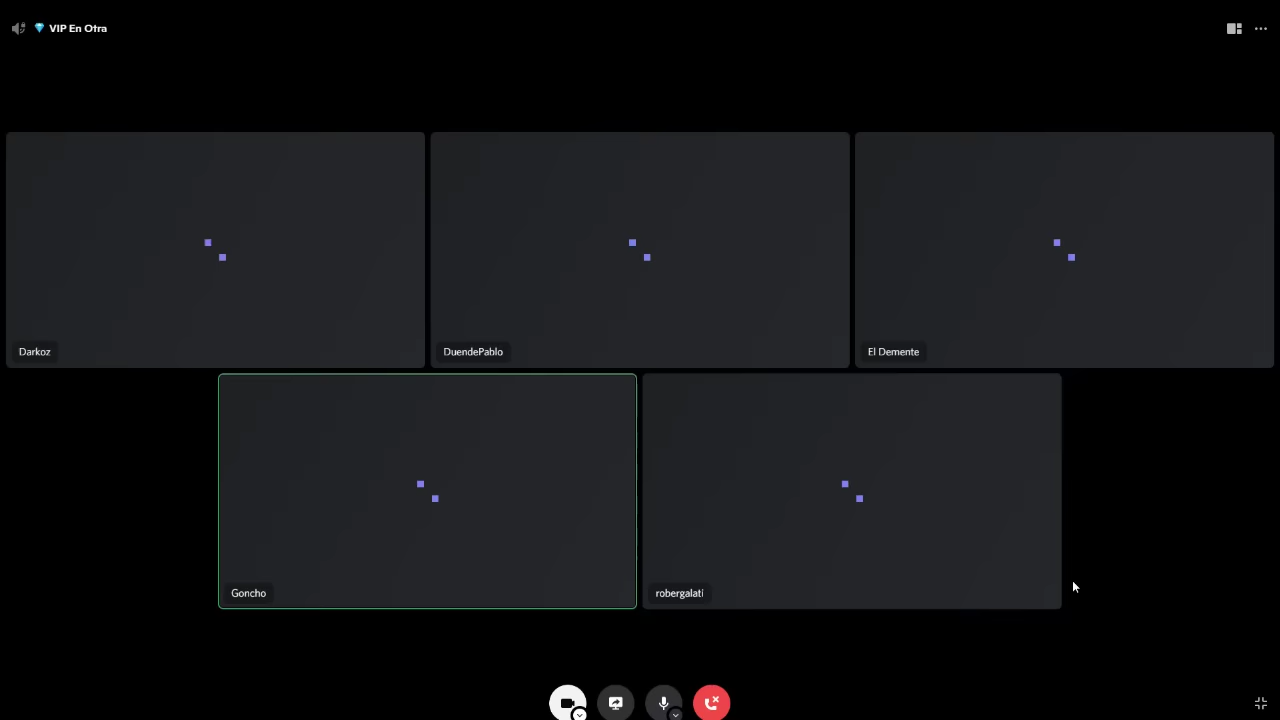 VIP En Otra
Darkoz
DuendePablo
El Demente
Goncho
robergalati